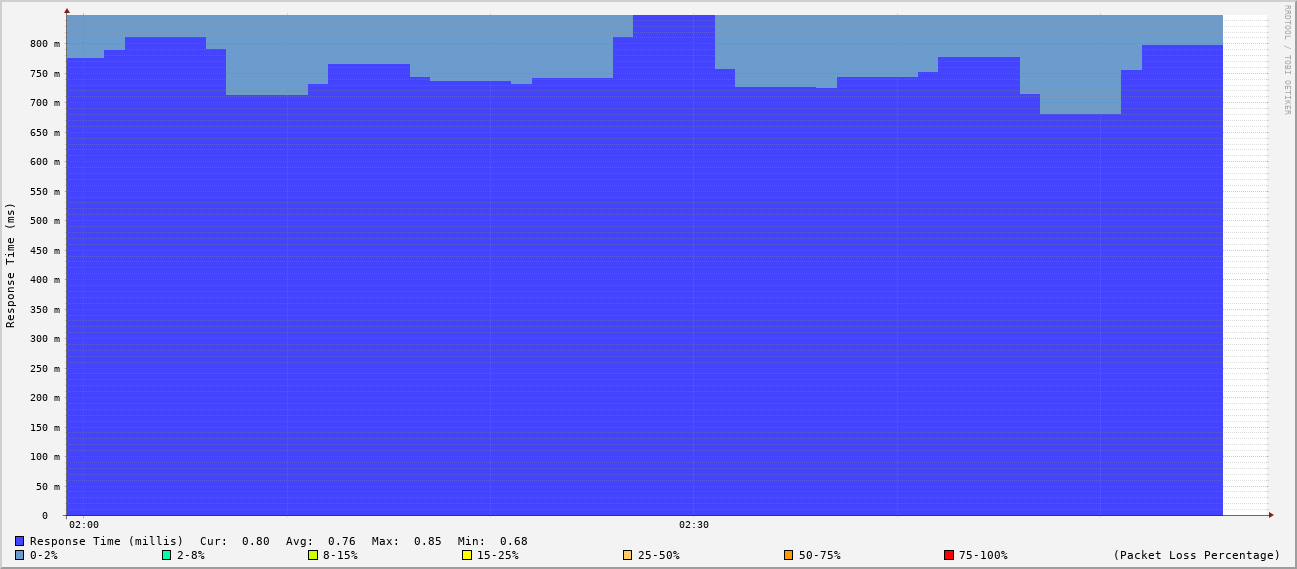 RRDTOOL / TOBI OETIKER
Response Time (ms)
800 m
750 m
700 m
650 m
600 m
550 m
500 m
450 m
400 m
350 m
300 m
250 m
200 m
150 m
100 m
50 m
0
02:00 02:30
Response Time (millis) Cur: 0.80 Avg: 0.76 Max: 0.85 Min: 0.68
0-2% 2-8% 8-15% 15-25% 25-50% 50-75% 75-100% (Packet Loss Percentage)